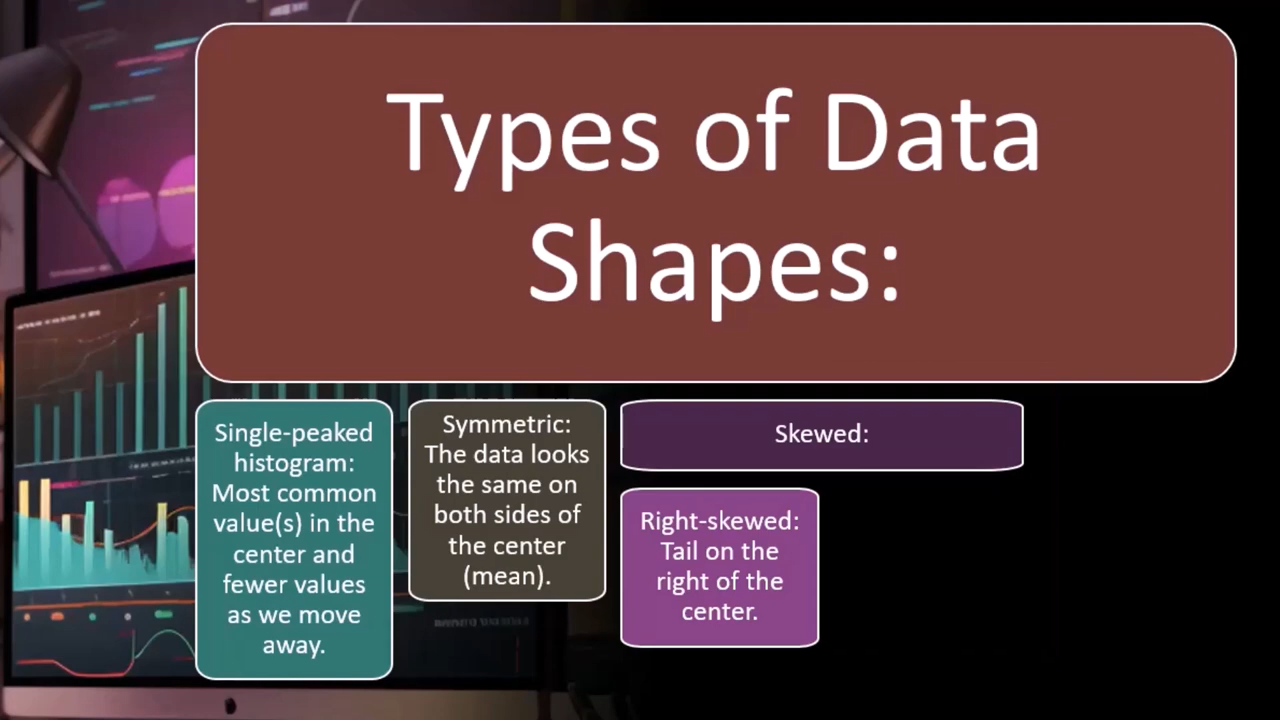 Types of Data
Shapes:
Single-peaked
histogram:
Most common
value(s) in the
center and
fewer values
as we move
away.
Symmetric:
The data looks
the same on
both sides of
the center
(mean).
Skewed:
Right-skewed:
Tail on the
right of the
center.